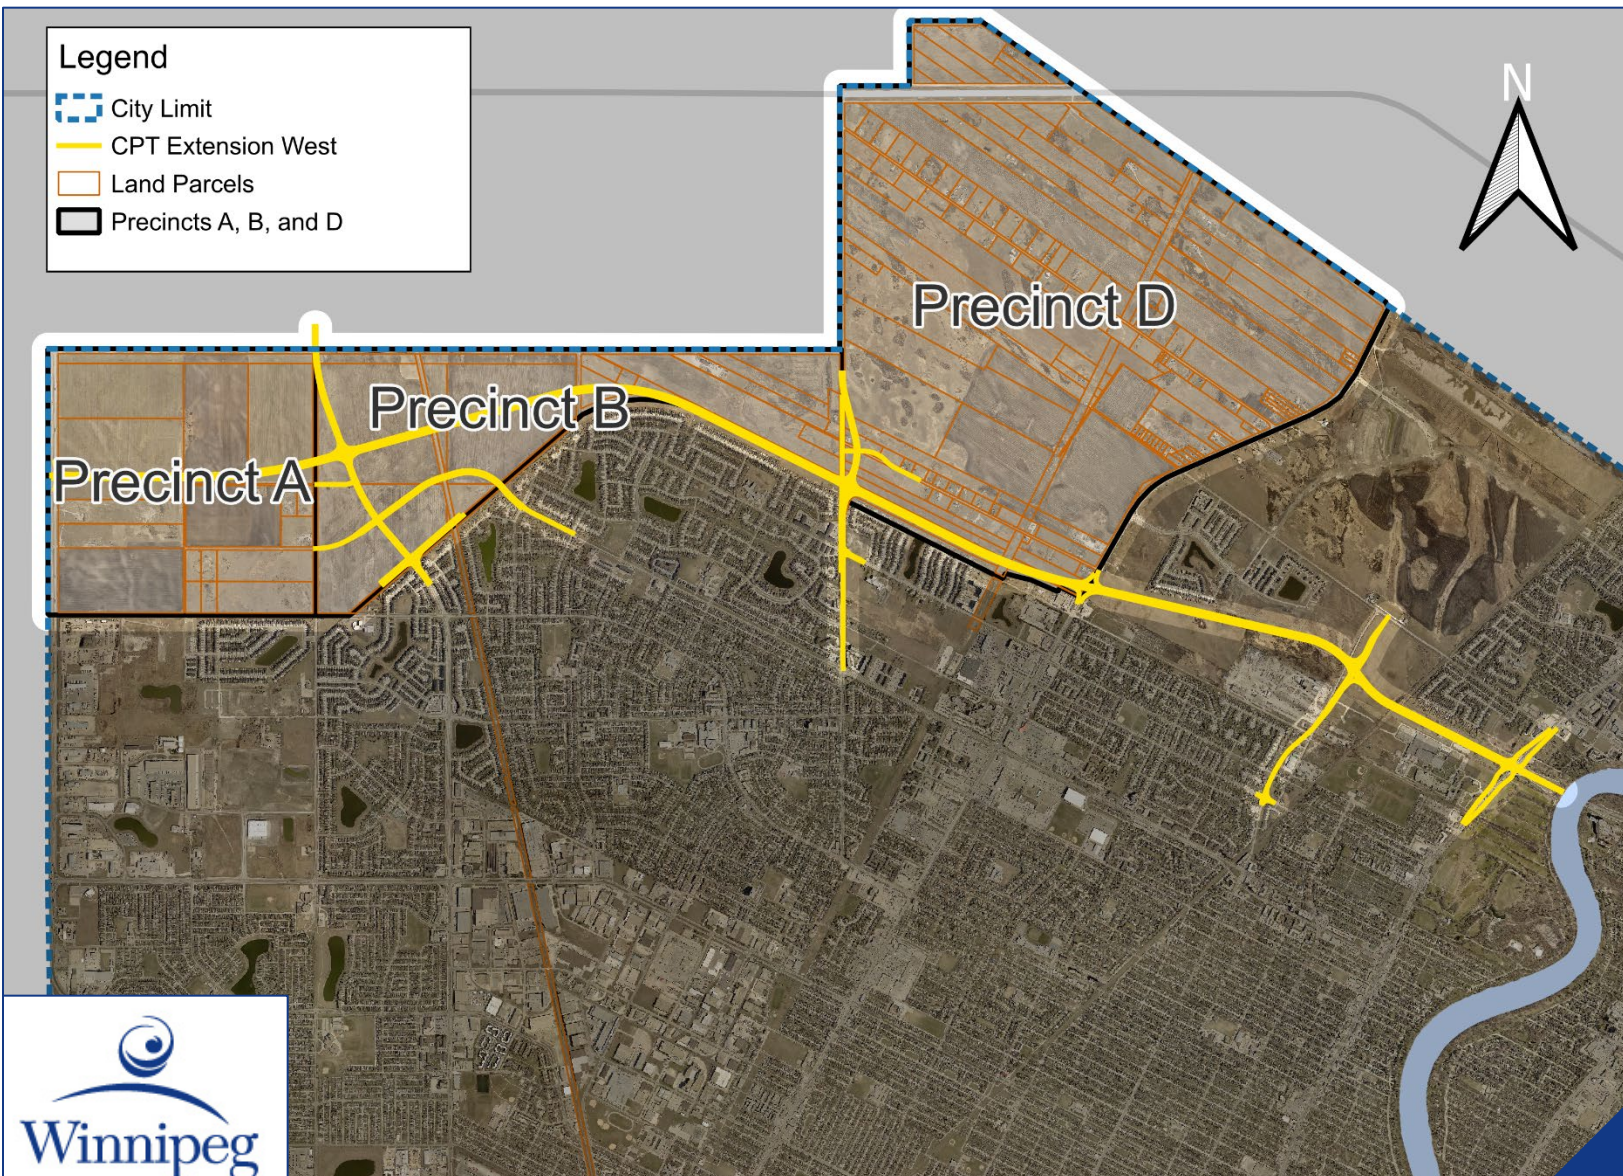 Legend
City Limit
CPT Extension West
Land Parcels
Precincts A, B, and D
N
Precinct D
Precinct B
Precinct A
Winnipeg